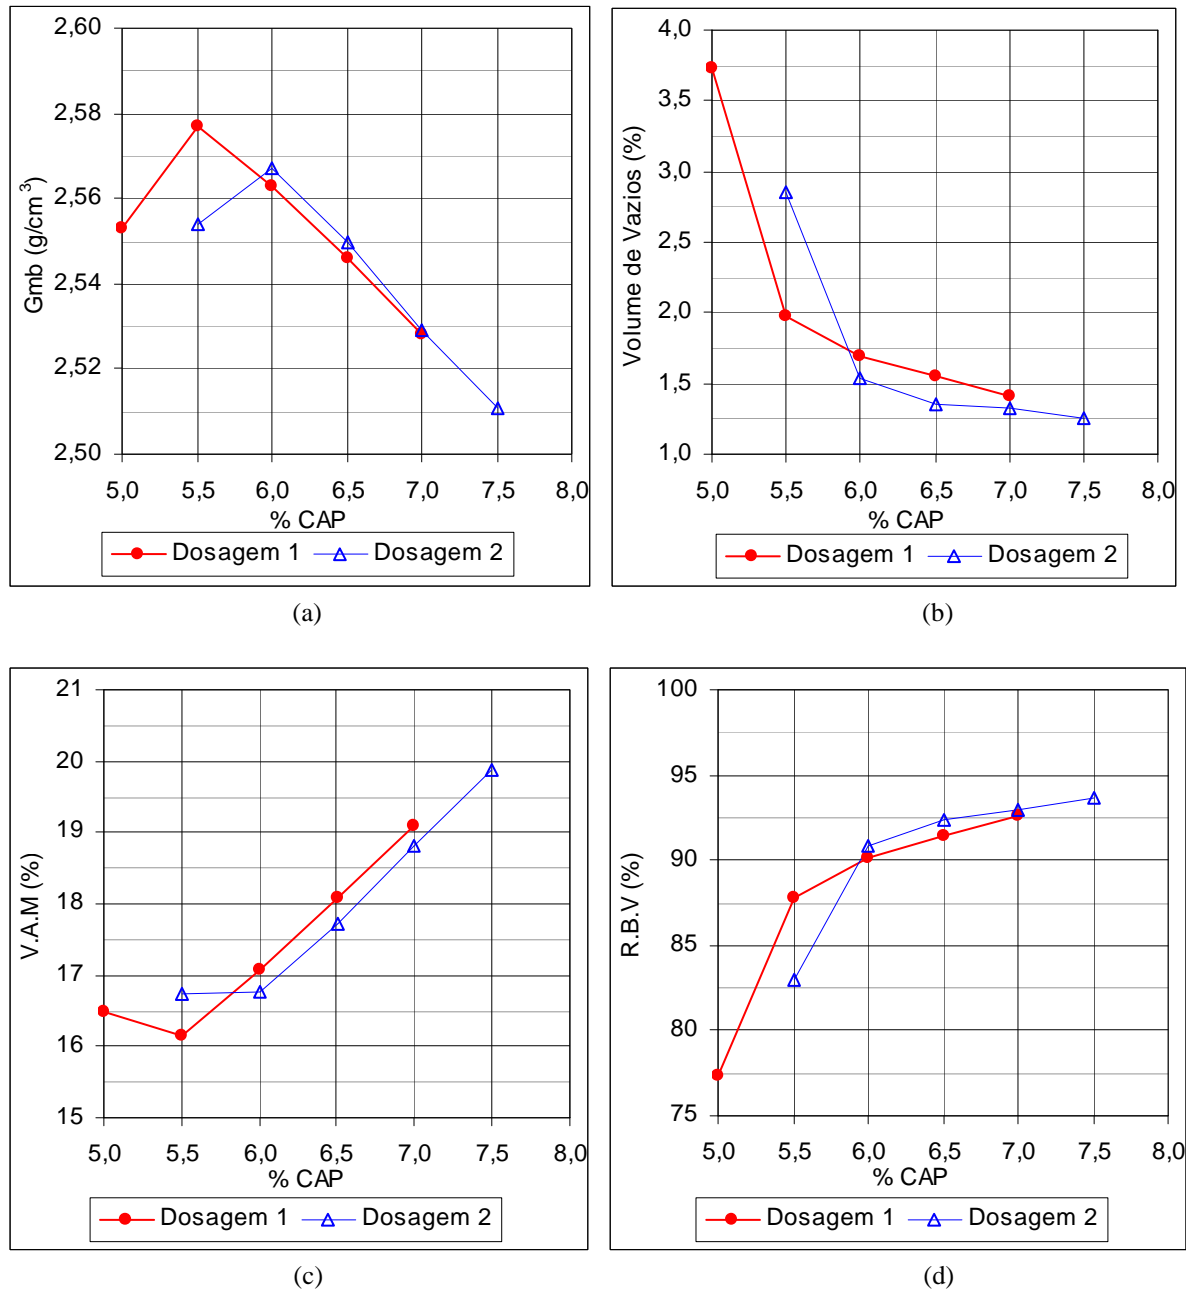 2,60
2,58
2,56
2,54
2,52
2,50
Gmb (g/cm³)
5,0 5,5 6,0 6,5 7,0 7,5 8,0
% CAP
Dosagem 1 Dosagem 2
(a)
4,0
3,5
3,0
2,5
2,0
1,5
1,0
Volume de Vazios (%)
5,0 5,5 6,0 6,5 7,0 7,5 8,0
% CAP
Dosagem 1 Dosagem 2
(b)
21
20
19
18
17
16
15
V.A.M (%)
5,0 5,5 6,0 6,5 7,0 7,5 8,0
% CAP
Dosagem 1 Dosagem 2
(c)
100
95
90
85
80
75
R.B.V (%)
5,0 5,5 6,0 6,5 7,0 7,5 8,0
% CAP
Dosagem 1 Dosagem 2
(d)